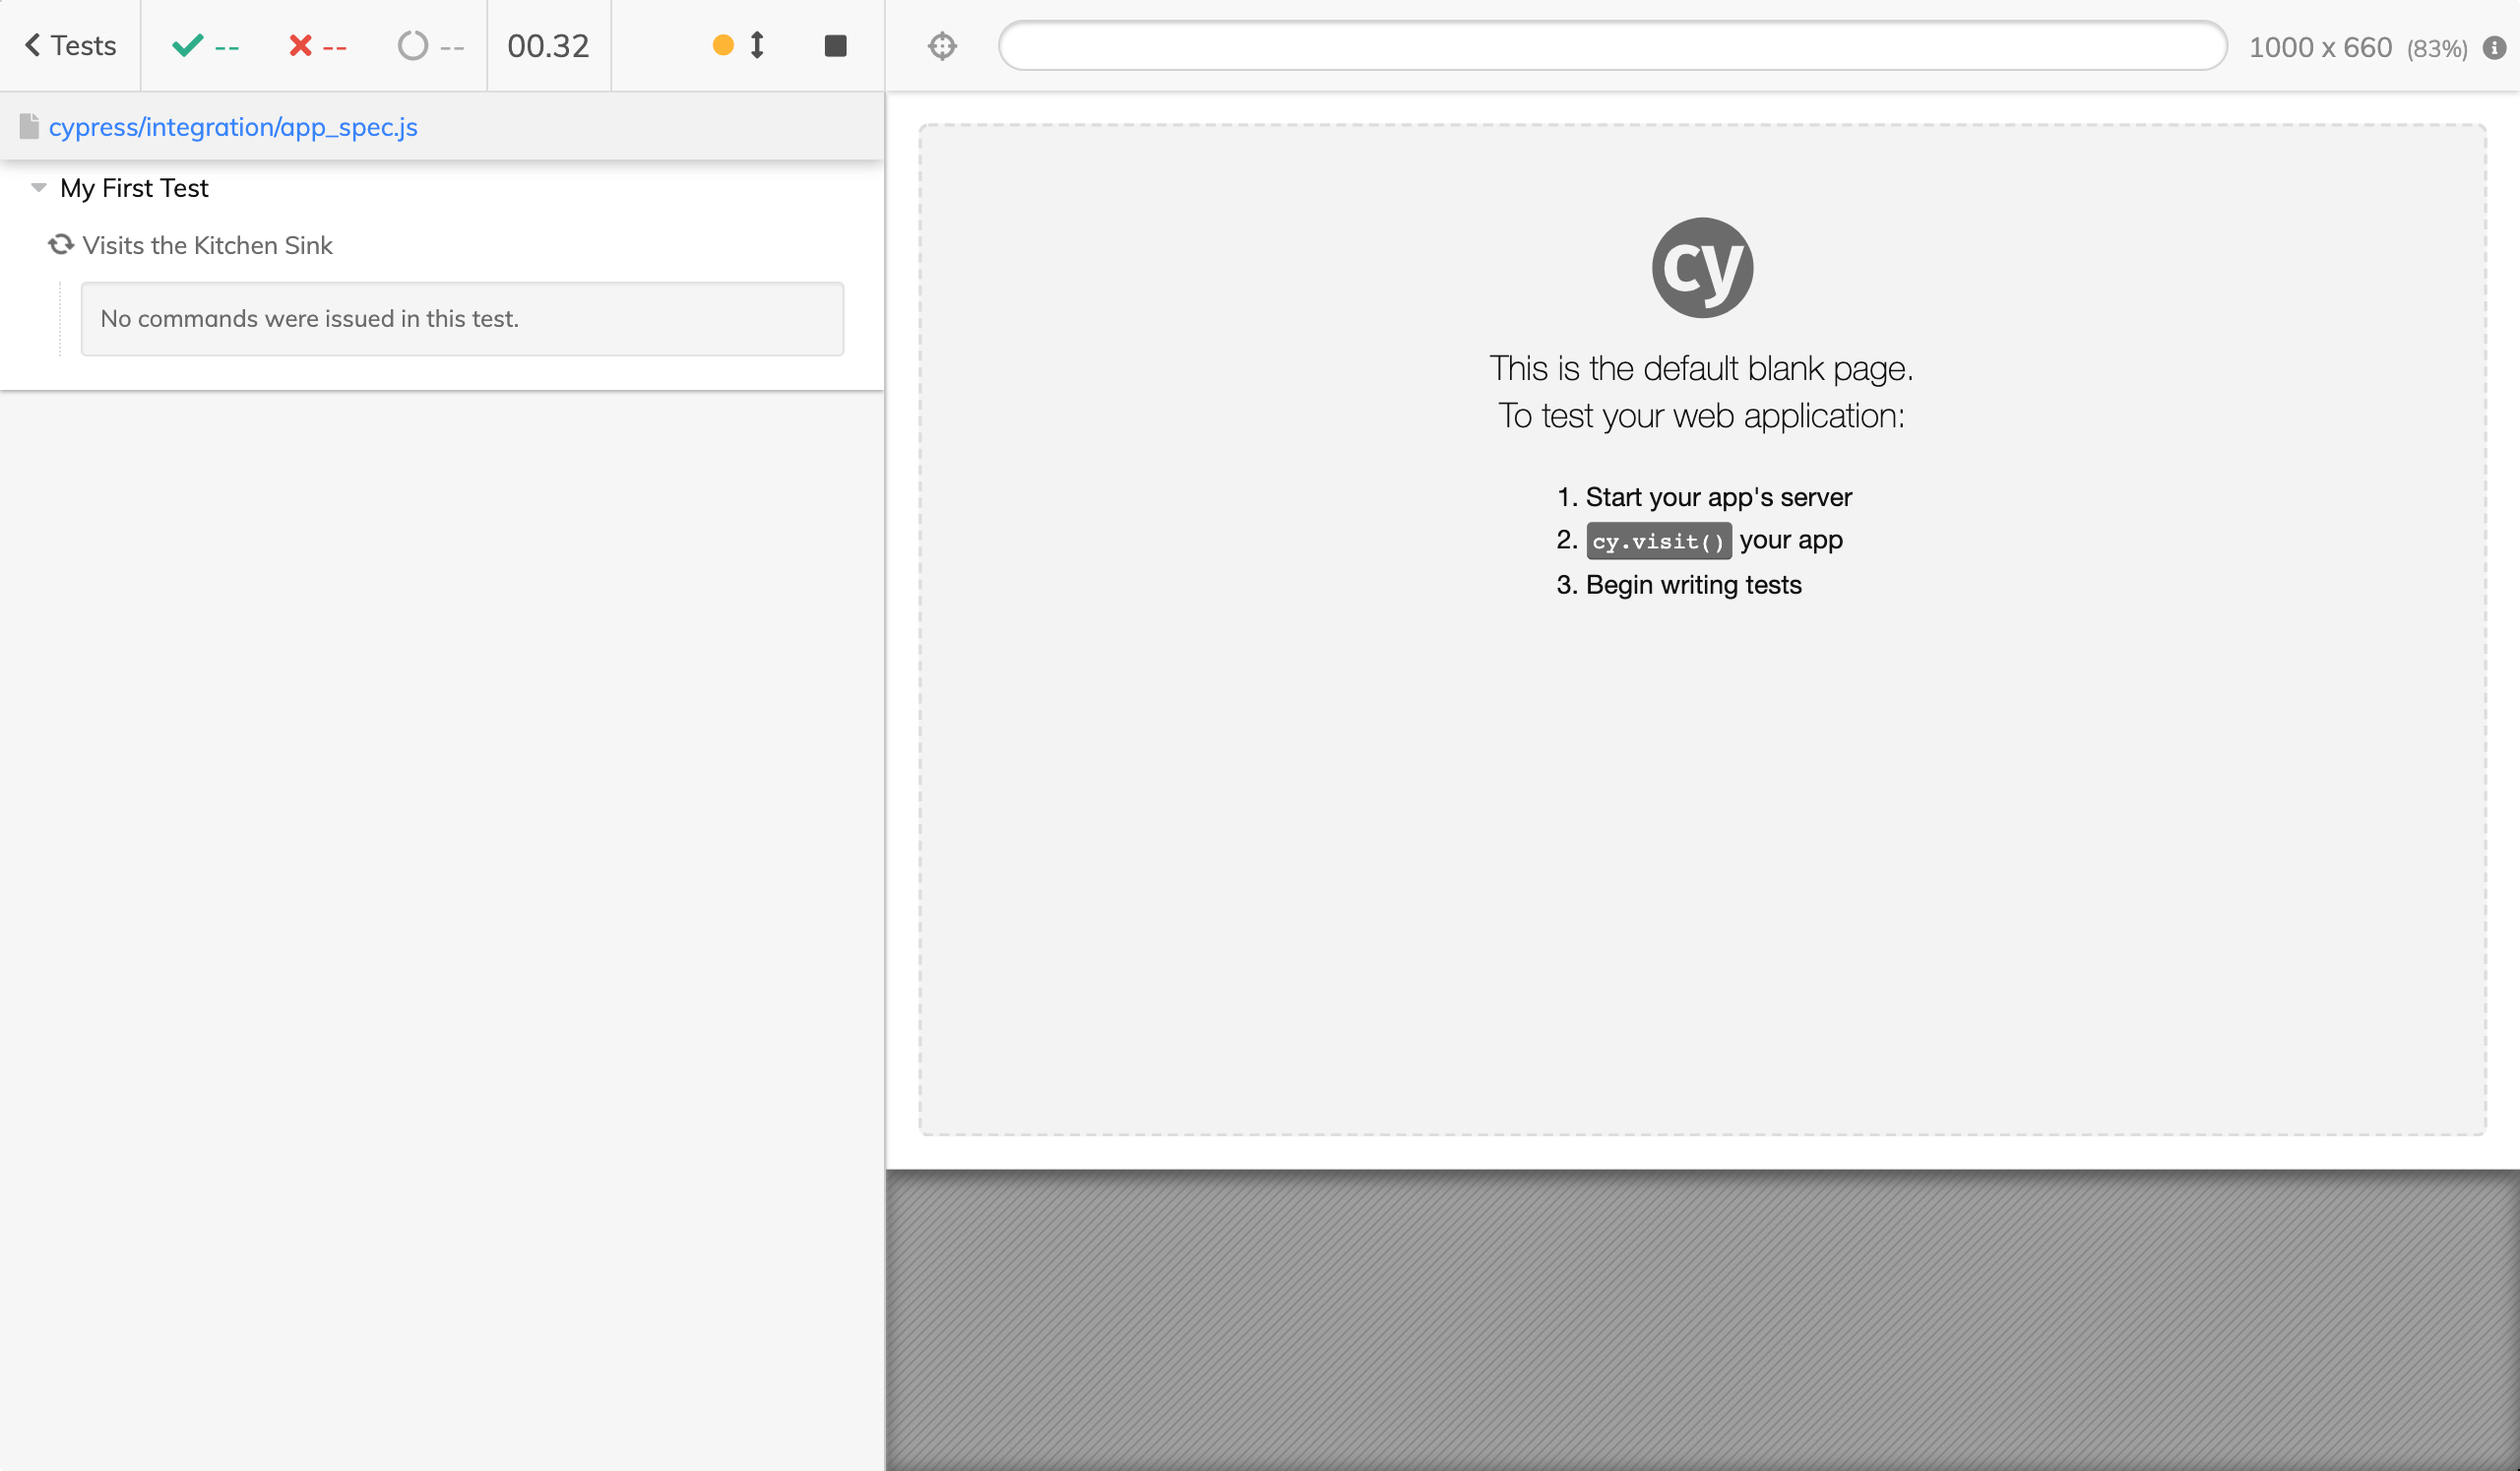 Tests -- -- -- 00.32 1000 x 660 (83%)
cypress/integration/app_spec.js
My First Test
Visits the Kitchen Sink
No commands were issued in this test.
cy
This is the default blank page.
To test your web application:
1. Start your app's server
2. cy.visit() your app
3. Begin writing tests